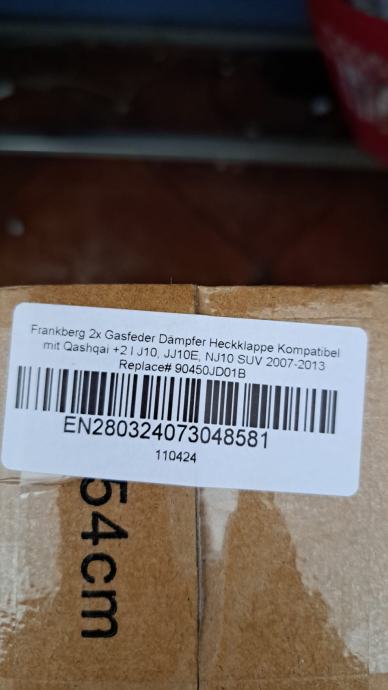 Frankberg 2x Gasfeder Dämpfer Heckklappe Kompatibel
mit Qashqai +2 I J10, JJ10E, NJ10 SUV 2007-2013
Replace# 90450JD01B
EN280324073048581
110424
54cm